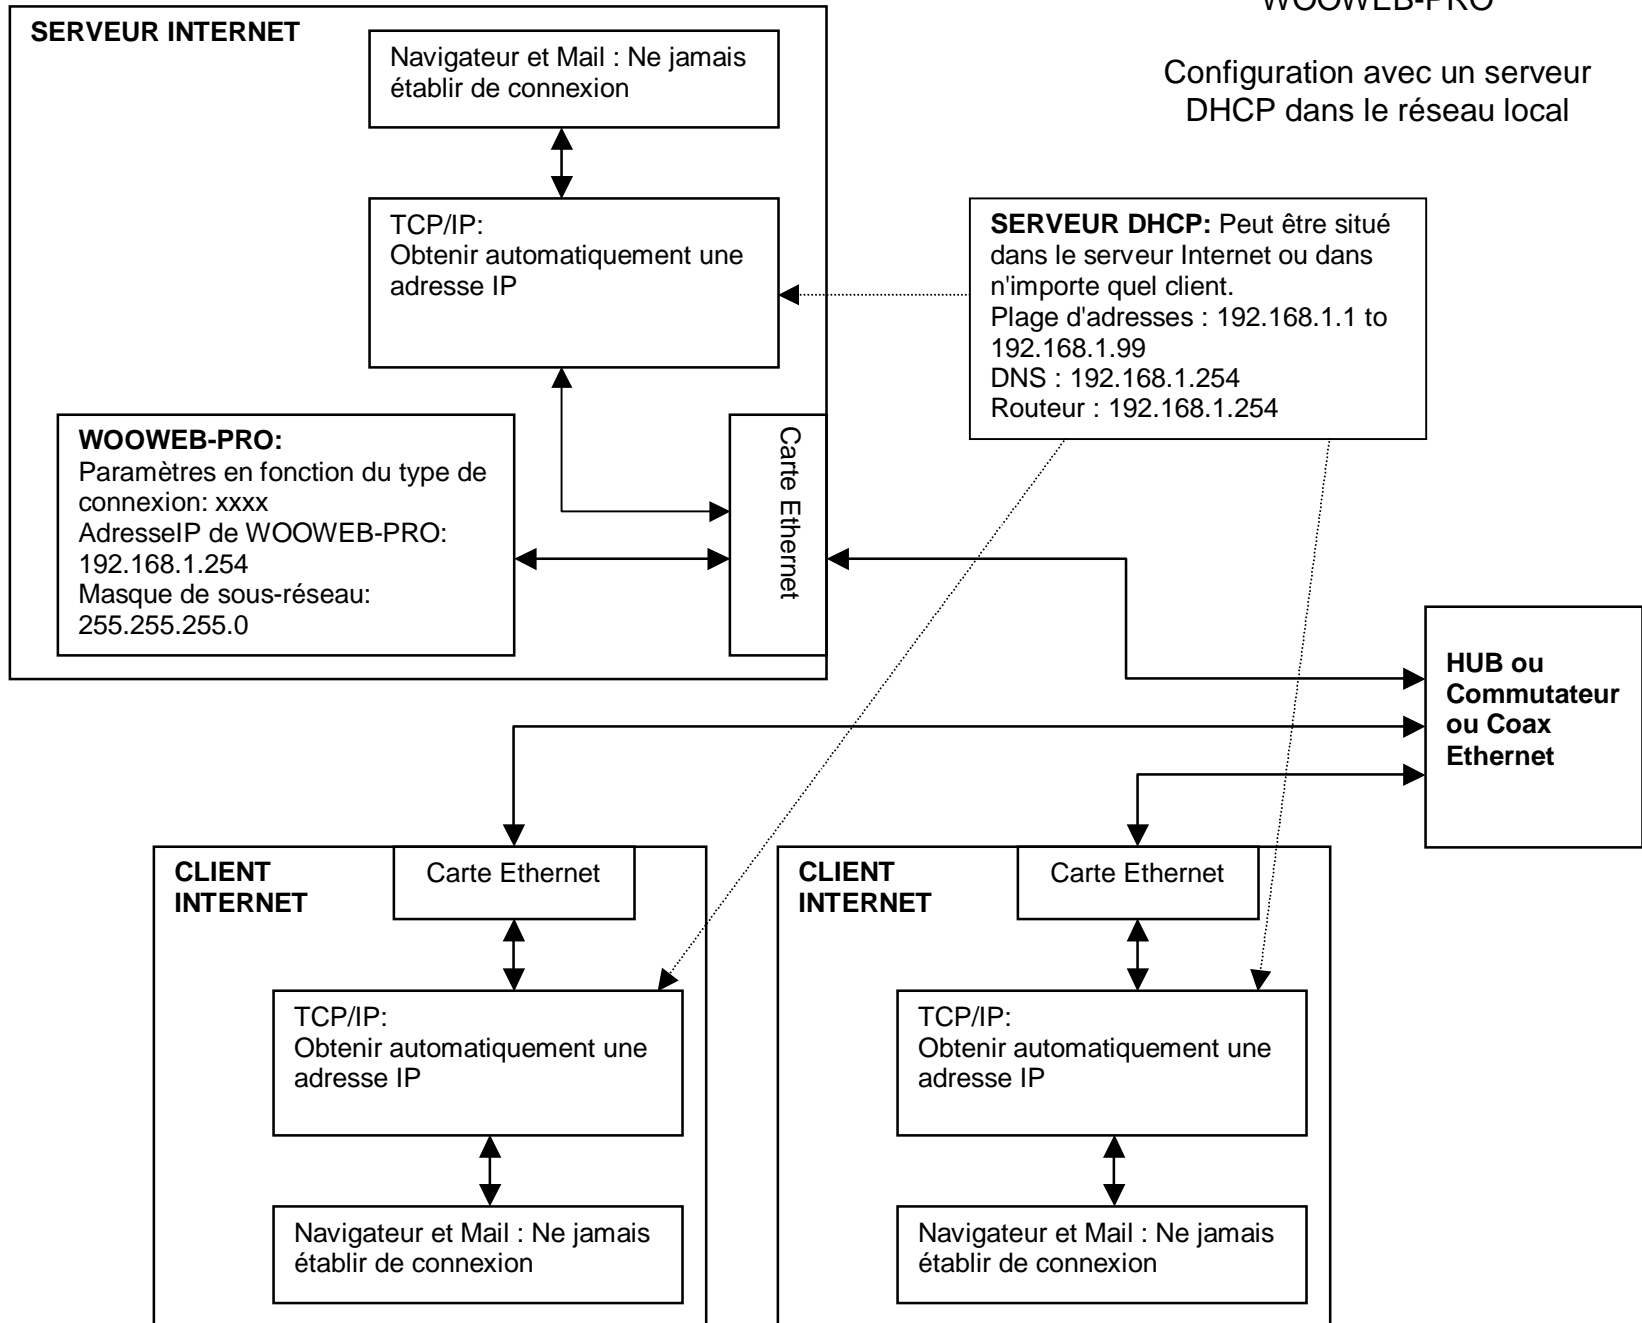 WOOWEB-PRO
Configuration avec un serveur
DHCP dans le réseau local
SERVEUR INTERNET
Navigateur et Mail : Ne jamais
établir de connexion
TCP/IP:
Obtenir automatiquement une
adresse IP
SERVEUR DHCP: Peut être situé
dans le serveur Internet ou dans
n'importe quel client.
Plage d'adresses : 192.168.1.1 to
192.168.1.99
DNS : 192.168.1.254
Routeur : 192.168.1.254
WOOWEB-PRO:
Paramètres en fonction du type de
connexion: xxxx
AdresseIP de WOOWEB-PRO:
192.168.1.254
Masque de sous-réseau:
255.255.255.0
Carte Ethernet
HUB ou
Commutateur
ou Coax
Ethernet
CLIENT
INTERNET
Carte Ethernet
TCP/IP:
Obtenir automatiquement une
adresse IP
Navigateur et Mail : Ne jamais
établir de connexion
CLIENT
INTERNET
Carte Ethernet
TCP/IP:
Obtenir automatiquement une
adresse IP
Navigateur et Mail : Ne jamais
établir de connexion